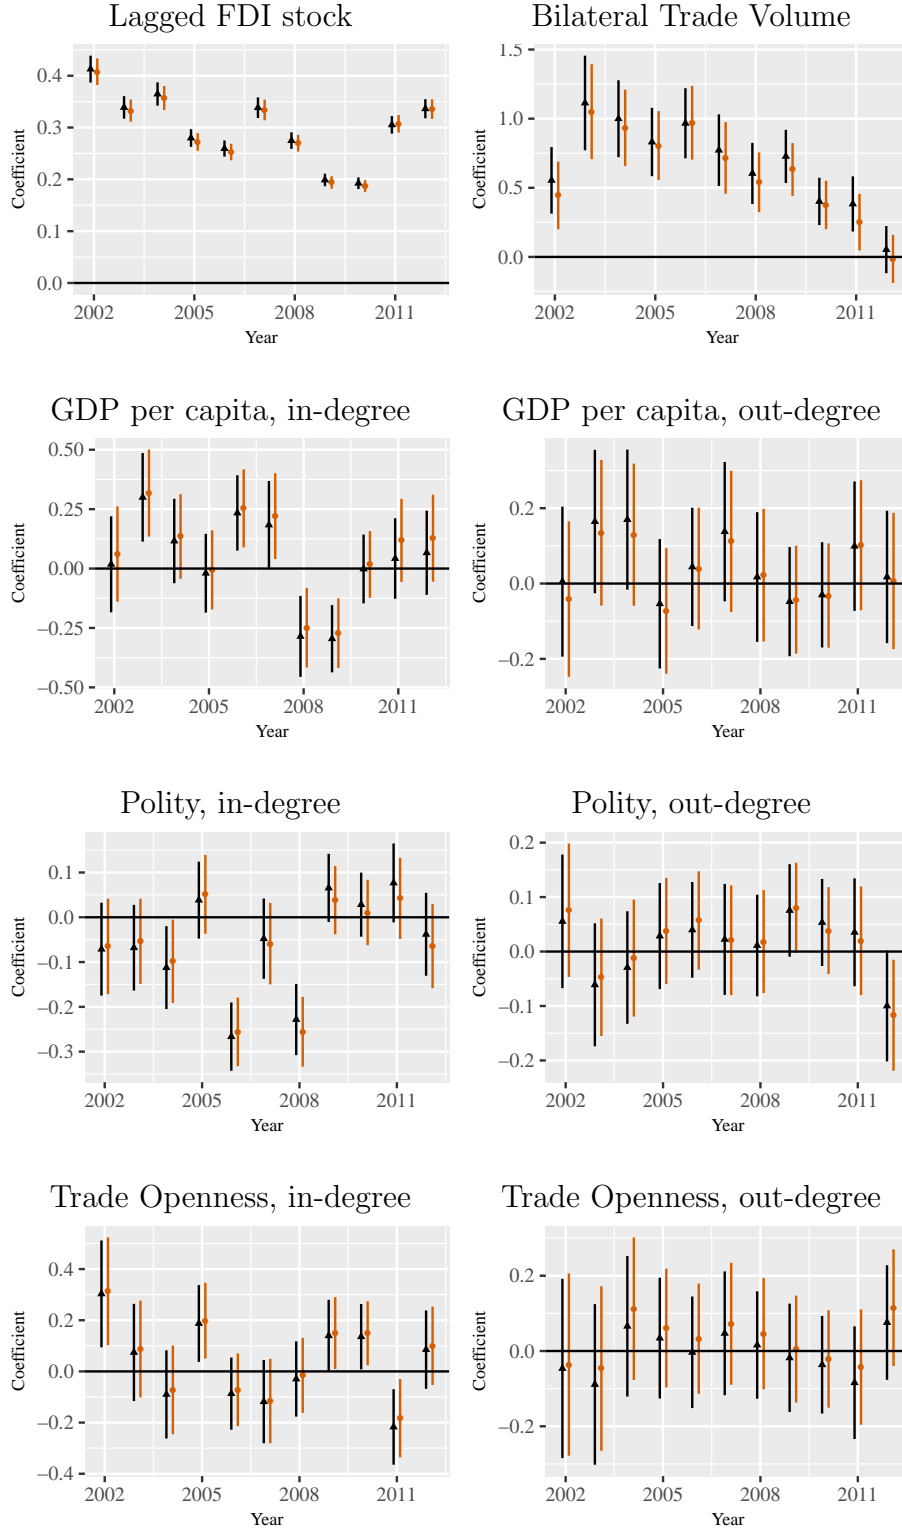 Lagged FDI stock
Coefficient
0.4
0.3
0.2
0.1
0.0
2002 2005 2008 2011
Year
Bilateral Trade Volume
Coefficient
1.5
1.0
0.5
0.0
2002 2005 2008 2011
Year
GDP per capita, in-degree
Coefficient
0.50
0.25
0.00
−0.25
−0.50
2002 2005 2008 2011
Year
GDP per capita, out-degree
Coefficient
0.2
0.0
−0.2
2002 2005 2008 2011
Year
Polity, in-degree
Coefficient
0.1
0.0
−0.1
−0.2
−0.3
2002 2005 2008 2011
Year
Polity, out-degree
Coefficient
0.2
0.1
0.0
−0.1
−0.2
2002 2005 2008 2011
Year
Trade Openness, in-degree
Coefficient
0.4
0.2
0.0
−0.2
−0.4
2002 2005 2008 2011
Year
Trade Openness, out-degree
Coefficient
0.2
0.0
−0.2
2002 2005 2008 2011
Year